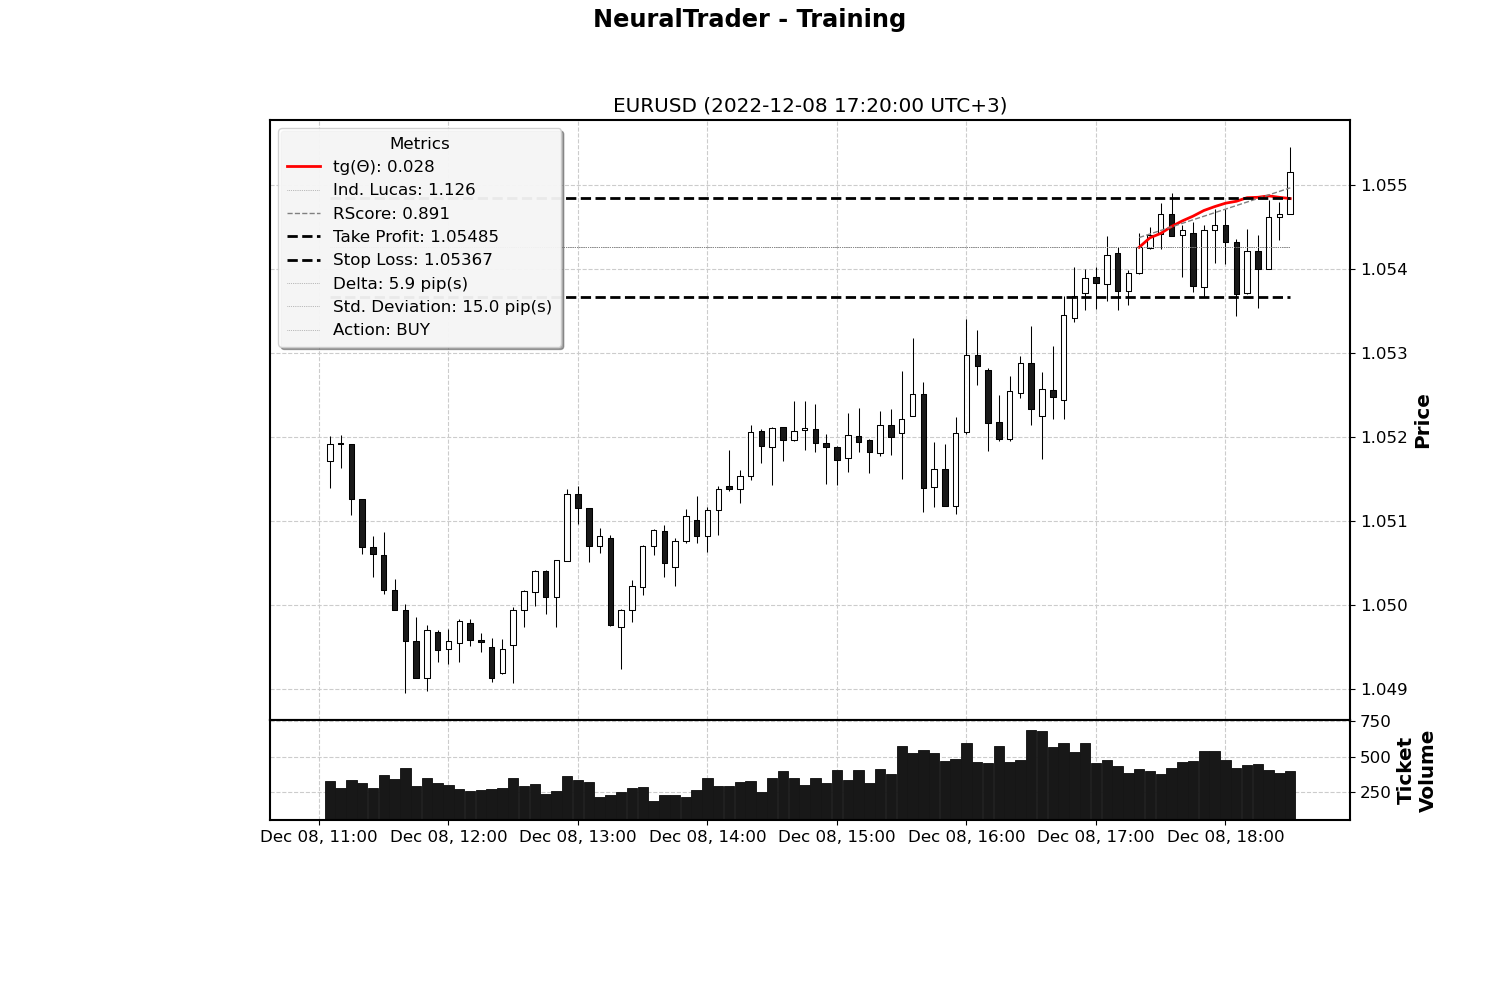 NeuralTrader - Training
EURUSD (2022-12-08 17:20:00 UTC+3)
Metrics
tg(Θ): 0.028
Ind. Lucas: 1.126
RScore: 0.891
Take Profit: 1.05485
Stop Loss: 1.05367
Delta: 5.9 pip(s)
Std. Deviation: 15.0 pip(s)
Action: BUY
1.055
1.054
1.053
1.052
1.051
1.050
1.049
Price
750
500
250
Ticket
Volume
Dec 08, 11:00
Dec 08, 12:00
Dec 08, 13:00
Dec 08, 14:00
Dec 08, 15:00
Dec 08, 16:00
Dec 08, 17:00
Dec 08, 18:00